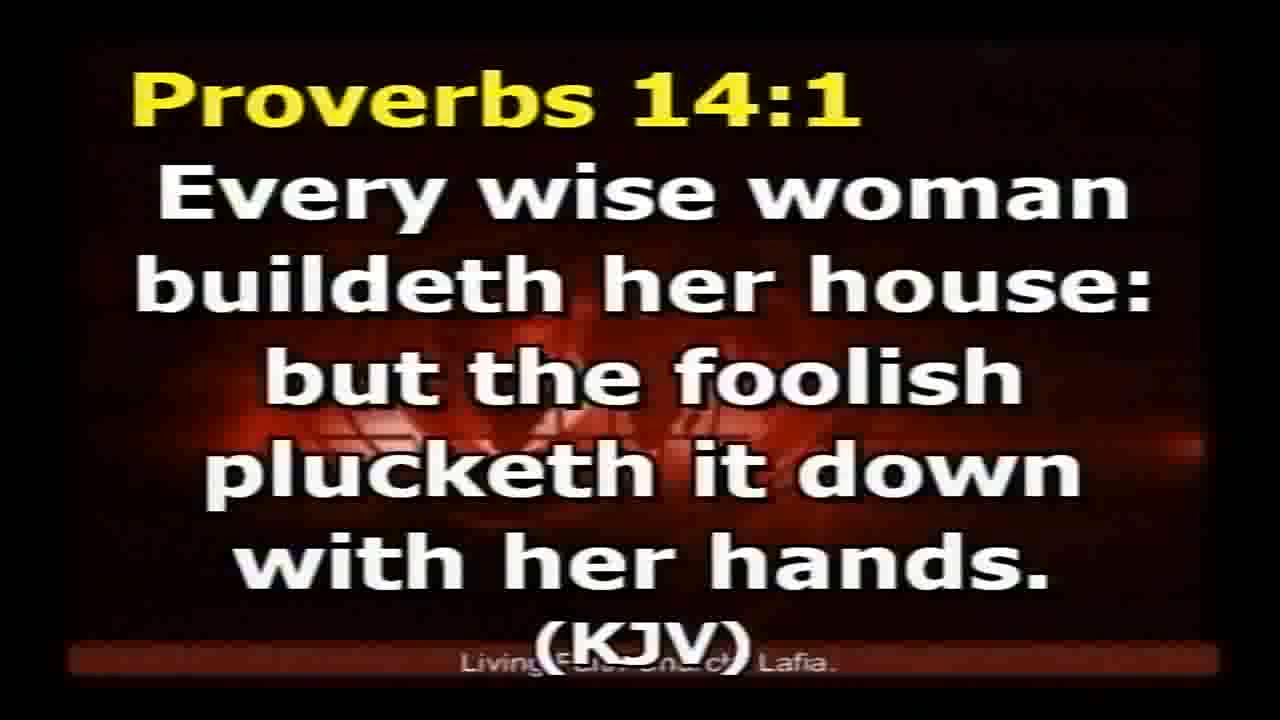 Proverbs 14:1
Every wise woman
buildeth her house:
but the foolish
plucketh it down
with her hands.
(KJV)
Living Lafia.